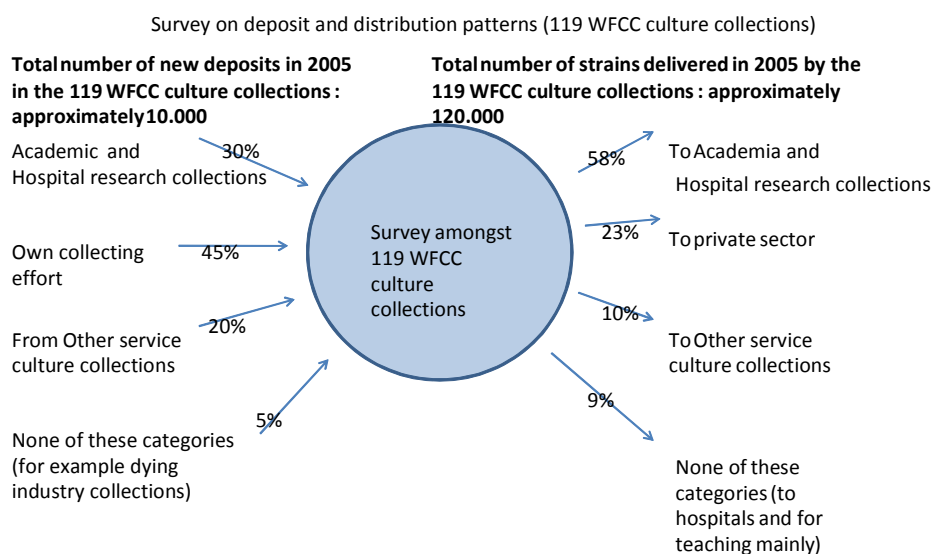 Survey on deposit and distribution patterns (119 WFCC culture collections)
Total number of new deposits in 2005
in the 119 WFCC culture collections :
approximately 10.000
Total number of strains delivered in 2005 by the
119 WFCC culture collections : approximately
120.000
Academic and
Hospital research collections
30%
Own collecting
effort
45%
From Other service
culture collections
20%
None of these categories
(for example dying
industry collections)
5%
Survey amongst
119 WFCC
culture
collections
58%
To Academia and
Hospital research collections
23%
To private sector
10%
To Other service
culture collections
9%
None of these
categories (to
hospitals and for
teaching mainly)